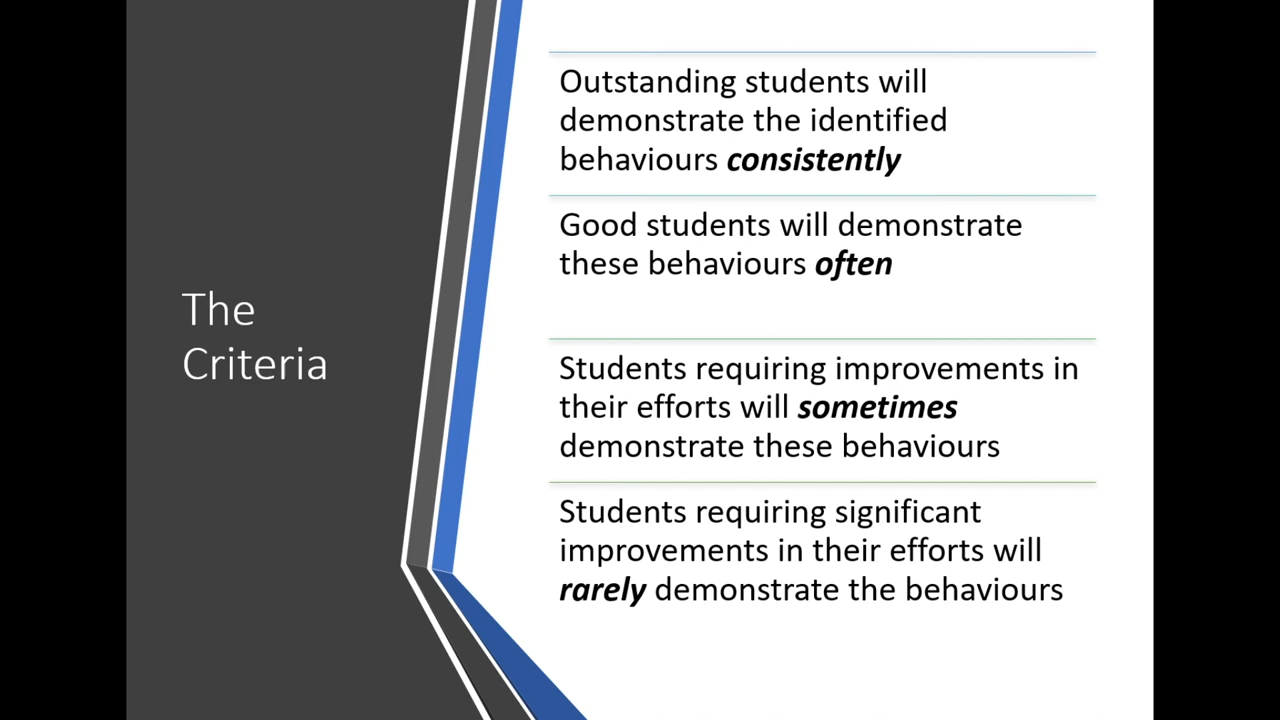 The
Criteria
Outstanding students will
demonstrate the identified
behaviours consistently
Good students will demonstrate
these behaviours often
Students requiring improvements in
their efforts will sometimes
demonstrate these behaviours
Students requiring significant
improvements in their efforts will
rarely demonstrate the behaviours